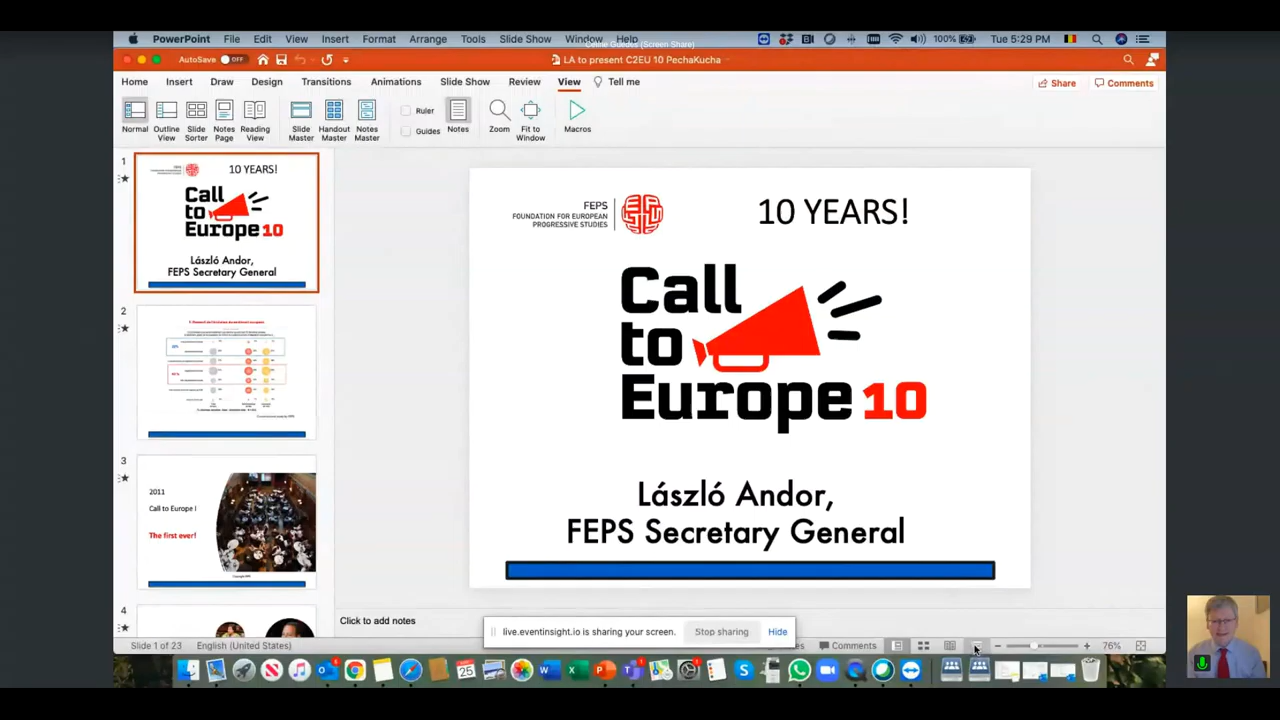 PowerPoint File Edit View Insert Format Arrange Tools Slide Show Window Help
100% Tue 5:29 PM
(Screen Share)
AutoSave OFF
LA to present C2EU 10 PechaKucha
Home Insert Draw Design Transitions Animations Slide Show Review View Tell me
Share Comments
Normal
Outline View
Slide Sorter
Notes Page
Reading View
Slide Master
Handout Master
Notes Master
Ruler
Guides
Notes
Zoom
Fit to Window
Macros
1
10 YEARS!
Call
to
Europe 10
László Andor,
FEPS Secretary General
2
3
2011
Call to Europe I
The first ever!
4
FEPS
FOUNDATION FOR EUROPEAN
PROGRESSIVE STUDIES
10 YEARS!
Call
to
Europe 10
László Andor,
FEPS Secretary General
Click to add notes
live.eventinsight.io is sharing your screen. Stop sharing Hide
Slide 1 of 23 English (United States)
Comments
76%